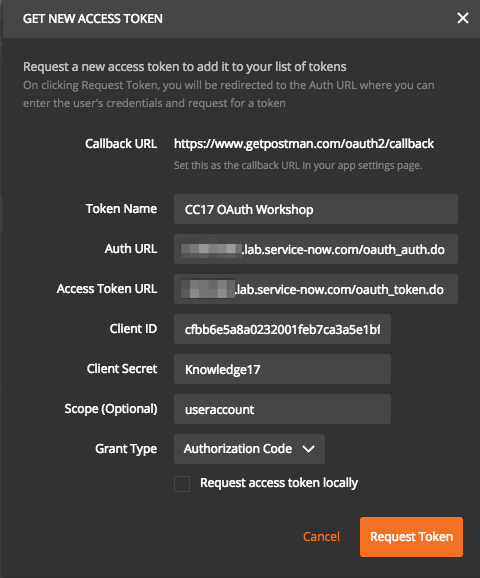 GET NEW ACCESS TOKEN
Request a new access token to add it to your list of tokens
On clicking Request Token, you will be redirected to the Auth URL where you can
enter the user's credentials and request for a token
Callback URL https://www.getpostman.com/oauth2/callback
Set this as the callback URL in your app settings page.
Token Name CC17 OAuth Workshop
Auth URL .lab.service-now.com/oauth_auth.do
Access Token URL .lab.service-now.com/oauth_token.do
Client ID cfbb6e5a8a0232001feb7ca3a5e1bf
Client Secret Knowledge17
Scope (Optional) useraccount
Grant Type Authorization Code
Request access token locally
Cancel Request Token